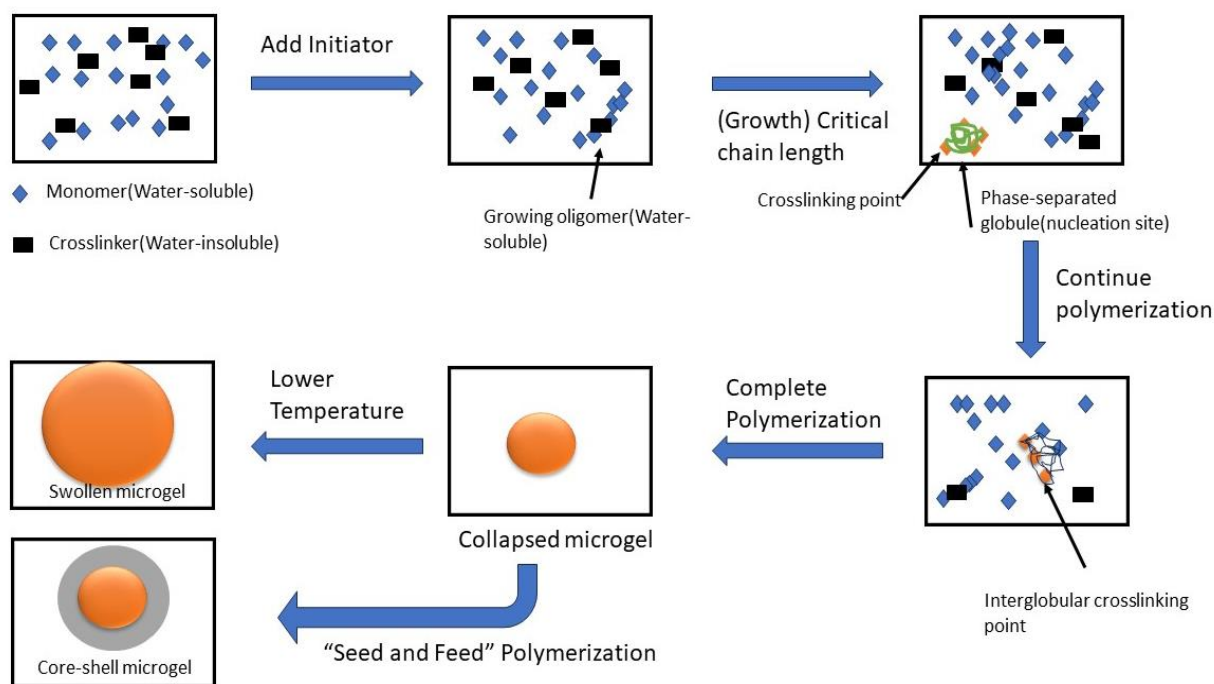 Add Initiator
(Growth) Critical
chain length
Monomer(Water-soluble)
Crosslinker(Water-insoluble)
Growing oligomer(Water-
soluble)
Crosslinking point
Phase-separated
globule(nucleation site)
Continue
polymerization
Lower
Temperature
Complete
Polymerization
Swollen microgel
Collapsed microgel
Interglobular crosslinking
point
Core-shell microgel
“Seed and Feed” Polymerization